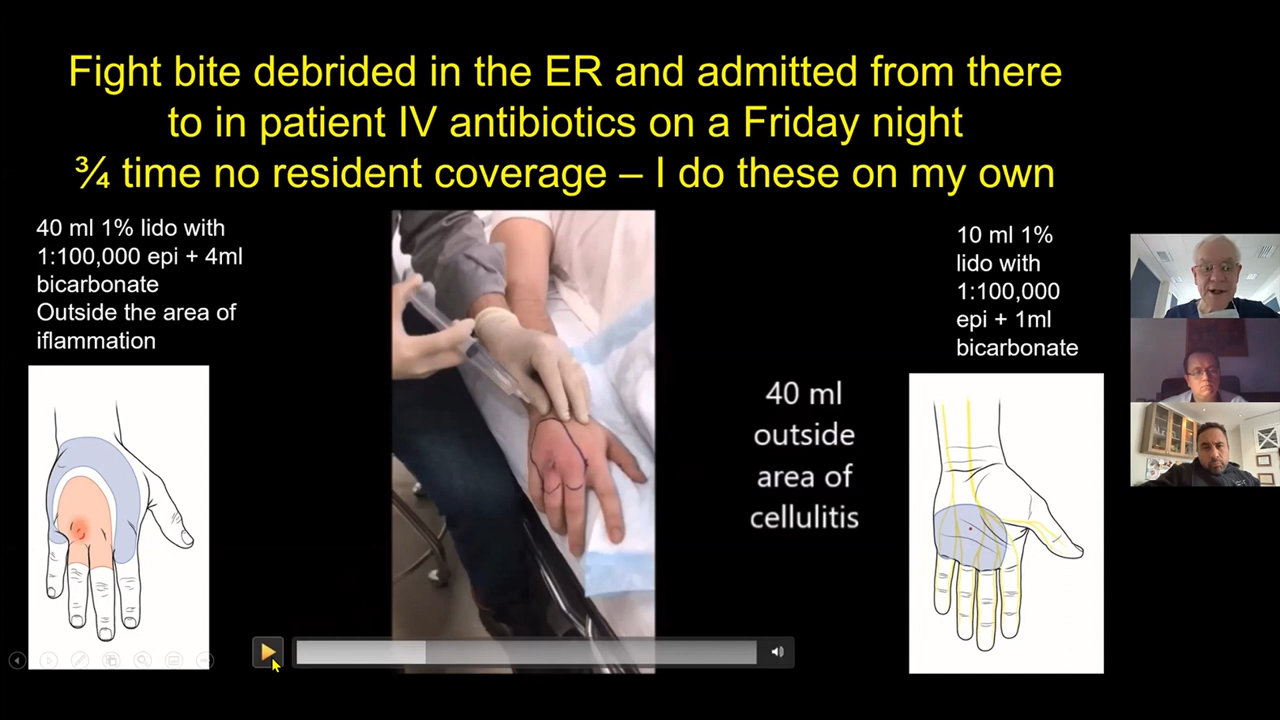 Fight bite debrided in the ER and admitted from there
to in patient IV antibiotics on a Friday night
¾ time no resident coverage – I do these on my own
40 ml 1% lido with
1:100,000 epi + 4ml
bicarbonate
Outside the area of
iflammation
40 ml
outside
area of
cellulitis
10 ml 1%
lido with
1:100,000
epi + 1ml
bicarbonate